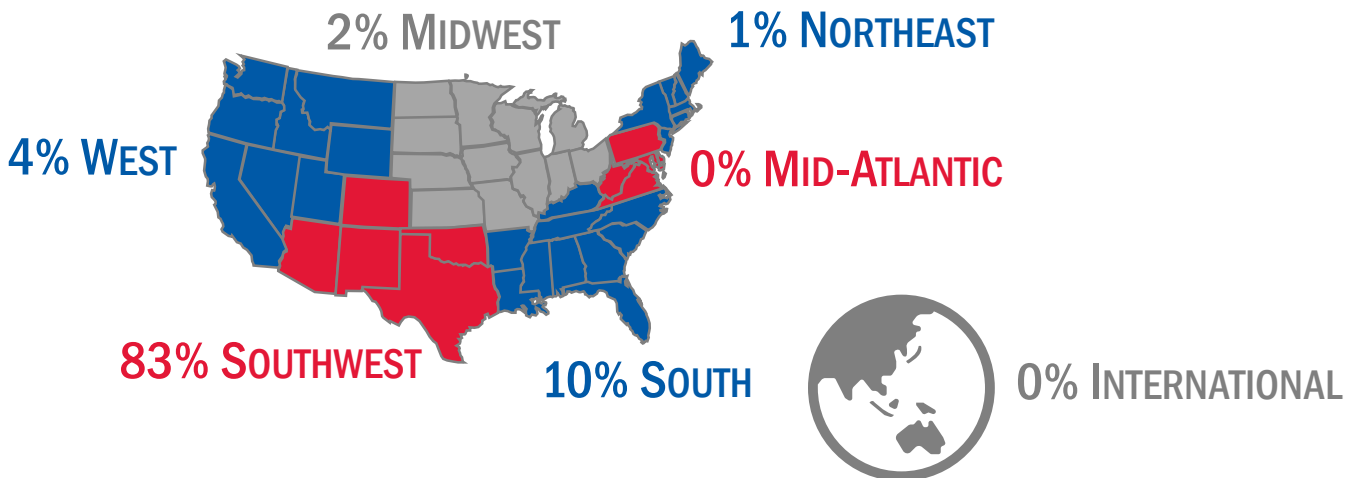 2% MIDWEST
1% NORTHEAST
4% WEST
0% MID-ATLANTIC
83% SOUTHWEST
10% SOUTH
0% INTERNATIONAL